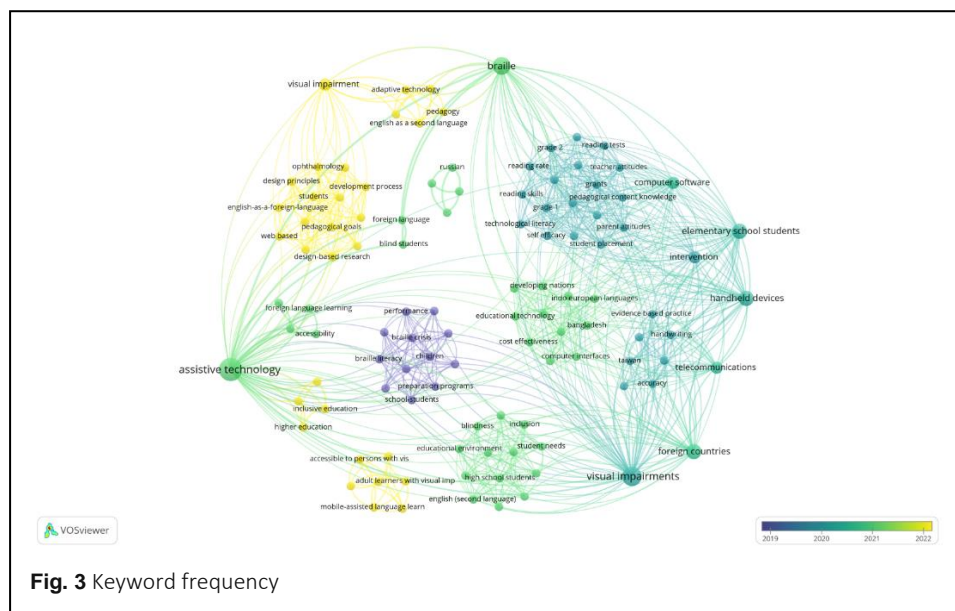 braille
visual impairment
adaptive technology
pedagogy
english as a second language
grade 2
reading tests
reading rate
teacher attitudes
ophthalmology
russian
design principles
development process
grants
computer software
students
reading skills
pedagogical content knowledge
english-as-a-foreign-language
grade 1
foreign language
technological literacy
parent attitudes
pedagogical goals
self efficacy
elementary school students
web based
student placement
blind students
design-based research
intervention
developing nations
indo european languages
handheld devices
foreign language learning
performance
educational technology
evidence based practice
bangladesh
accessibility
braille crisis
handwriting
cost effectiveness
braille literacy
children
computer interfaces
taiwan
assistive technology
telecommunications
accuracy
preparation programs
inclusive education
school students
higher education
blindness
inclusion
educational environment
student needs
foreign countries
accessible to persons with vis
high school students
visual impairments
adult learners with visual imp
english (second language)
mobile-assisted language learn
VOSviewer
2019 2020 2021 2022
Fig. 3 Keyword frequency